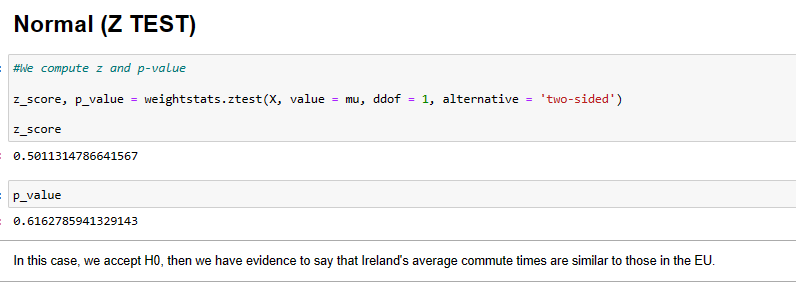 Normal (Z TEST)
#We compute z and p-value
z_score, p_value = weightstats.ztest(X, value = mu, ddof = 1, alternative = 'two-sided')
z_score
0.5011314786641567
p_value
0.6162785941329143
In this case, we accept H0, then we have evidence to say that Ireland's average commute times are similar to those in the EU.